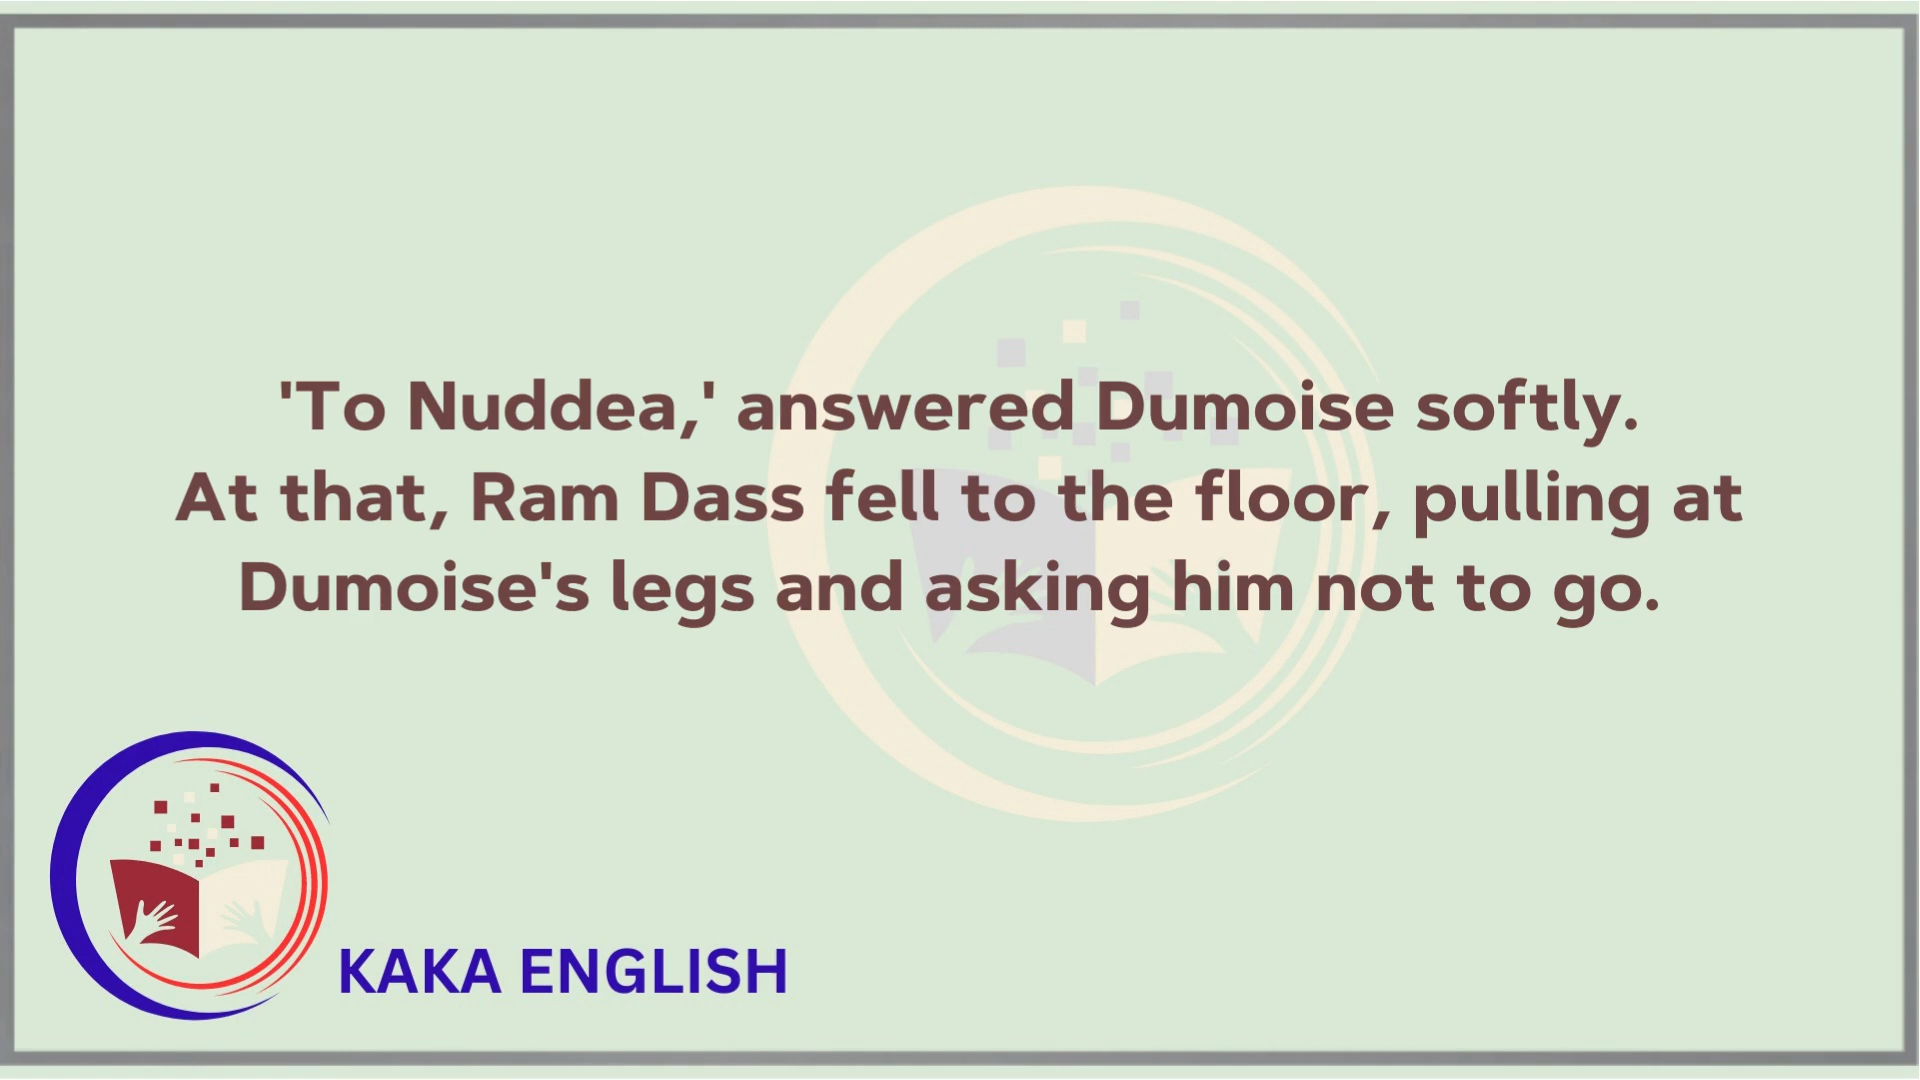 'To Nuddea,' answered Dumoise softly.
At that, Ram Dass fell to the floor, pulling at
Dumoise's legs and asking him not to go.
KAKA ENGLISH